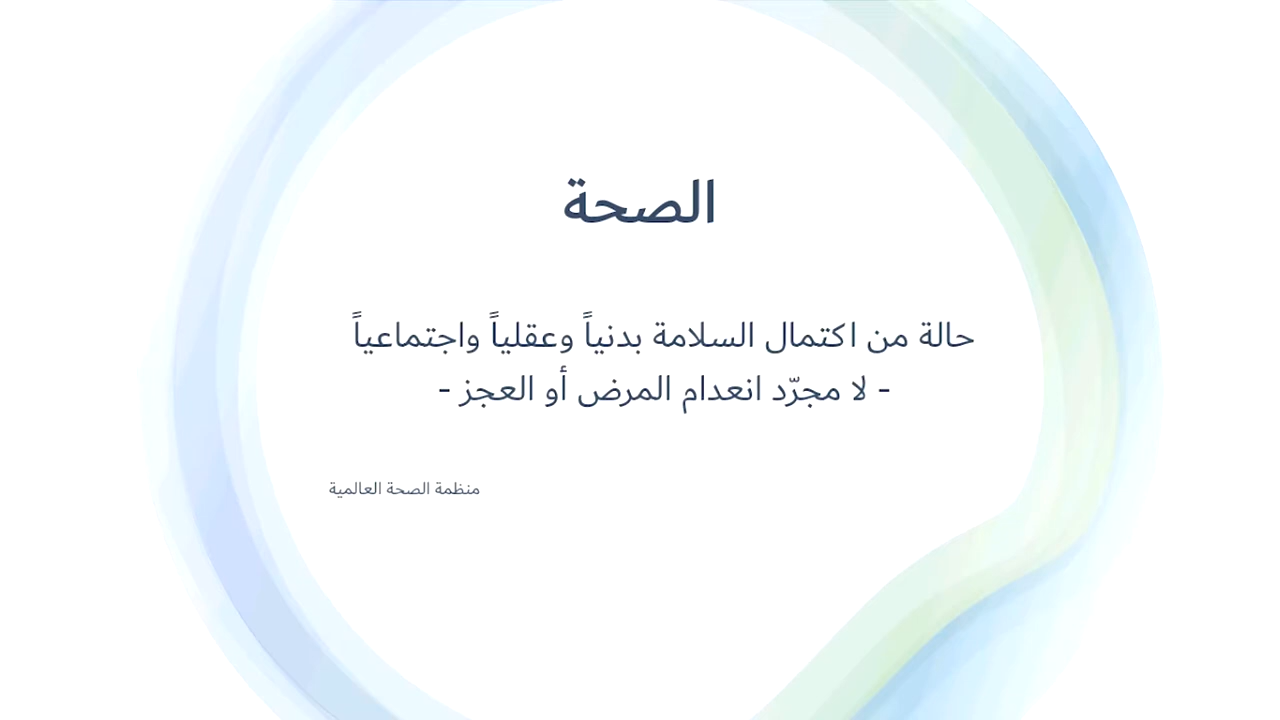 الصحة
حالة من اكتمال السلامة بدنياً وعقلياً واجتماعياً
- لا مجرّد انعدام المرض أو العجز -
منظمة الصحة العالمية